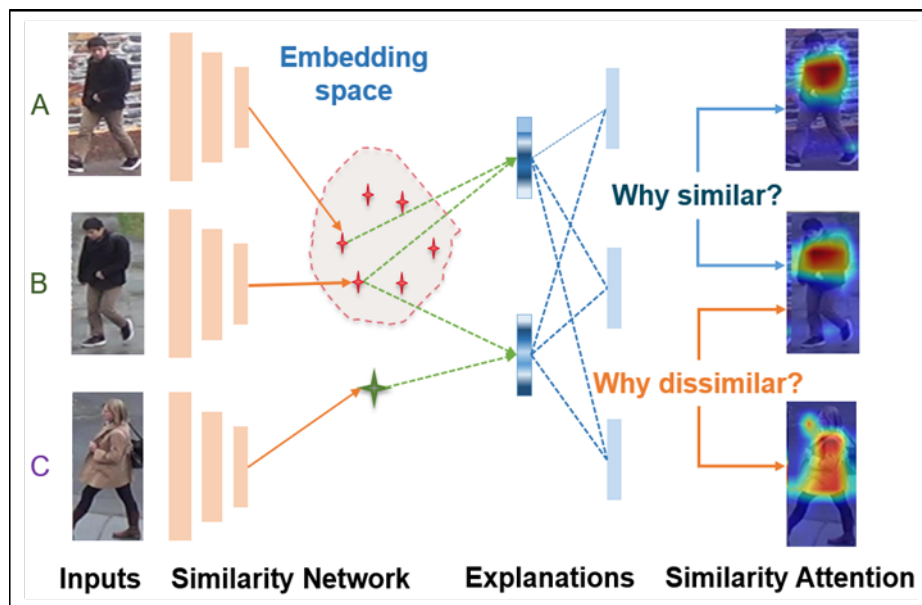 Embedding
space
A
Why similar?
B
Why dissimilar?
C
Inputs Similarity Network Explanations Similarity Attention